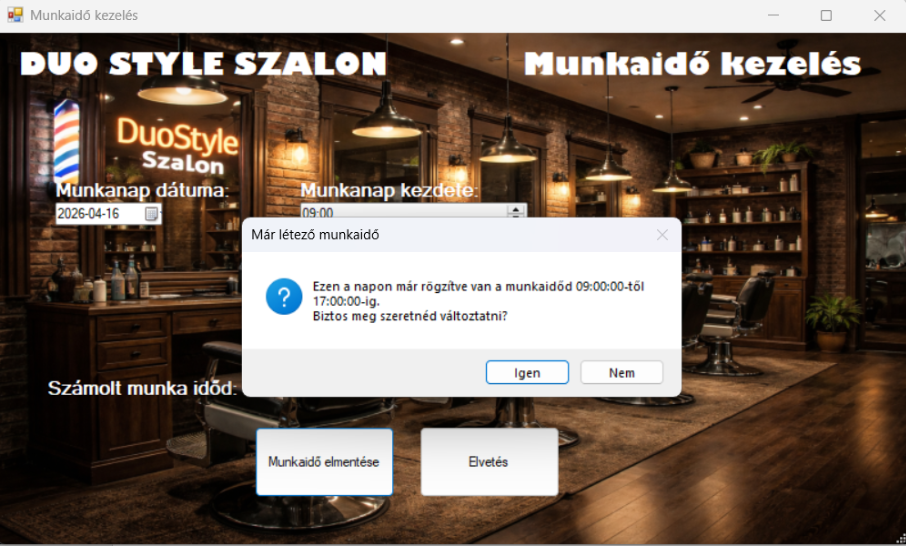 Munkaidő kezelés
DUO STYLE SZALON
Munkaidő kezelés
DuoStyle
Szalon
Munkanap dátuma:
Munkanap kezdete:
2026-04-16
09:00
Már létező munkaidő
Ezen a napon már rögzítve van a munkaidőd 09:00:00-től
17:00:00-ig.
Biztos meg szeretnéd változtatni?
Igen
Nem
Számolt munka időd:
Munkaidő elmentése
Elvetés